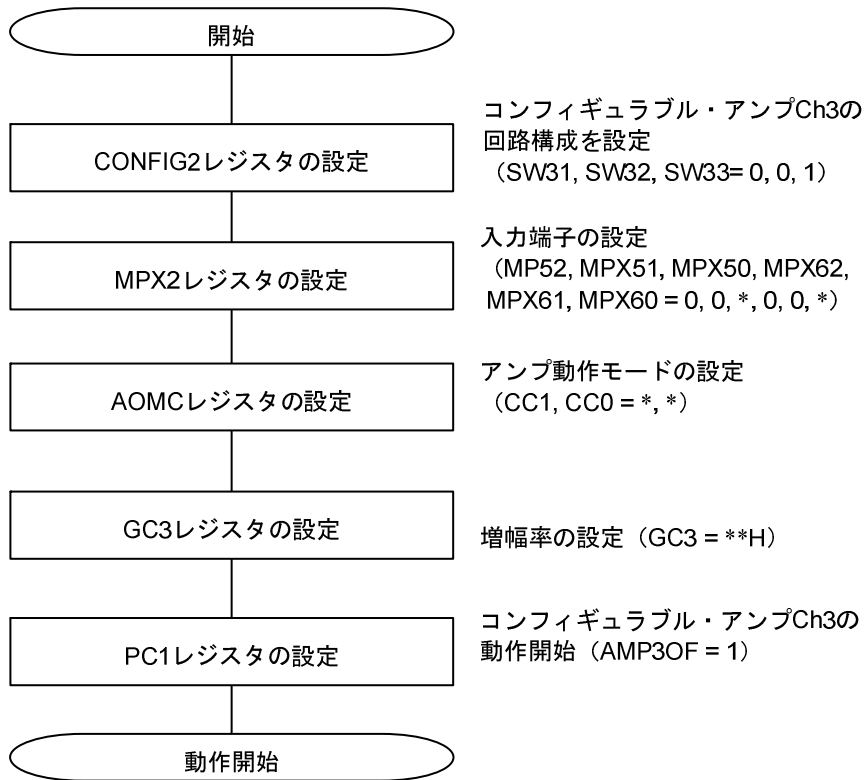 開始
CONFIG2レジスタの設定
コンフィギュラブル・アンプCh3の
回路構成を設定
（SW31, SW32, SW33= 0, 0, 1）
MPX2レジスタの設定
入力端子の設定
（MP52, MPX51, MPX50, MPX62,
MPX61, MPX60 = 0, 0, *, 0, 0, *）
AOMCレジスタの設定
アンプ動作モードの設定
（CC1, CC0 = *, *）
GC3レジスタの設定
増幅率の設定（GC3 = **H）
PC1レジスタの設定
コンフィギュラブル・アンプCh3の
動作開始（AMP3OF = 1）
動作開始